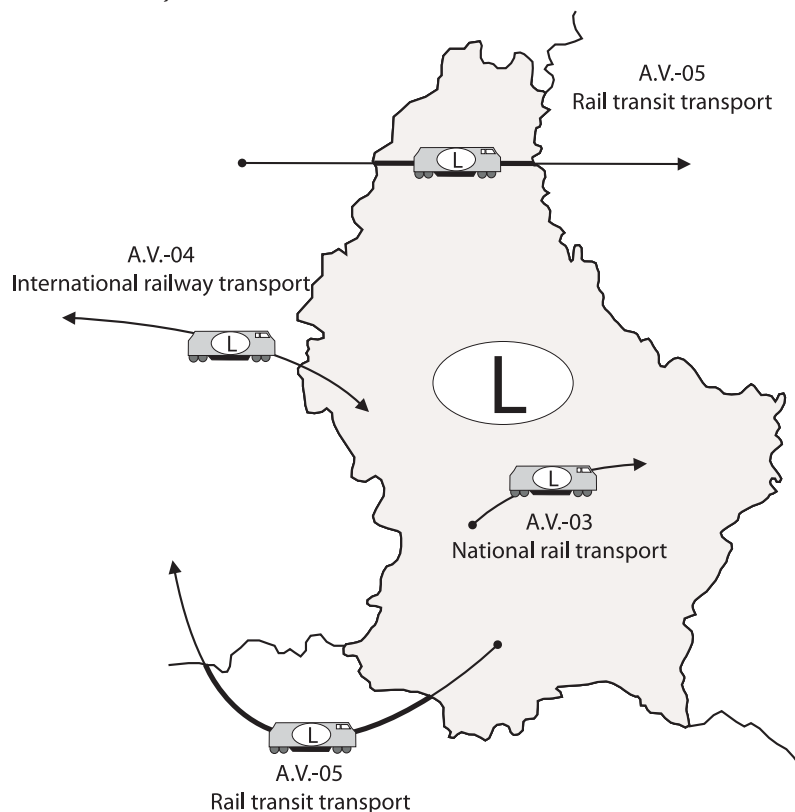 A.V.-05
Rail transit transport
L
A.V.-04
International railway transport
L
L
L
A.V.-03
National rail transport
L
A.V.-05
Rail transit transport